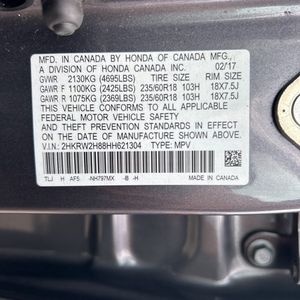 MFD. IN CANADA BY HONDA OF CANADA MFG.,
A DIVISION OF HONDA CANADA INC. 02/17
GVWR 2130KG (4695LBS) TIRE SIZE RIM SIZE
GAWR F 1100KG (2425LBS) 235/60R18 103H 18X7.5J
GAWR R 1075KG (2369LBS) 235/60R18 103H 18X7.5J
THIS VEHICLE CONFORMS TO ALL APPLICABLE
FEDERAL MOTOR VEHICLE SAFETY
AND THEFT PREVENTION STANDARDS IN EFFECT
ON THE DATE OF MANUFACTURE SHOWN ABOVE.
V.I.N.: 2HKRW2H88HH621304 TYPE: MPV
TLJ H AF5 -NH797MX -B -H
MADE IN CANADA